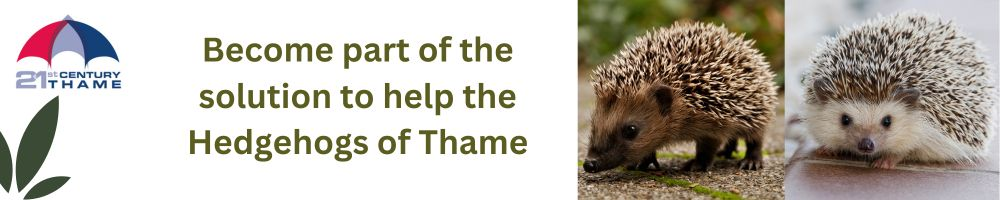 21st CENTURY
THAME
Become part of the
solution to help the
Hedgehogs of Thame